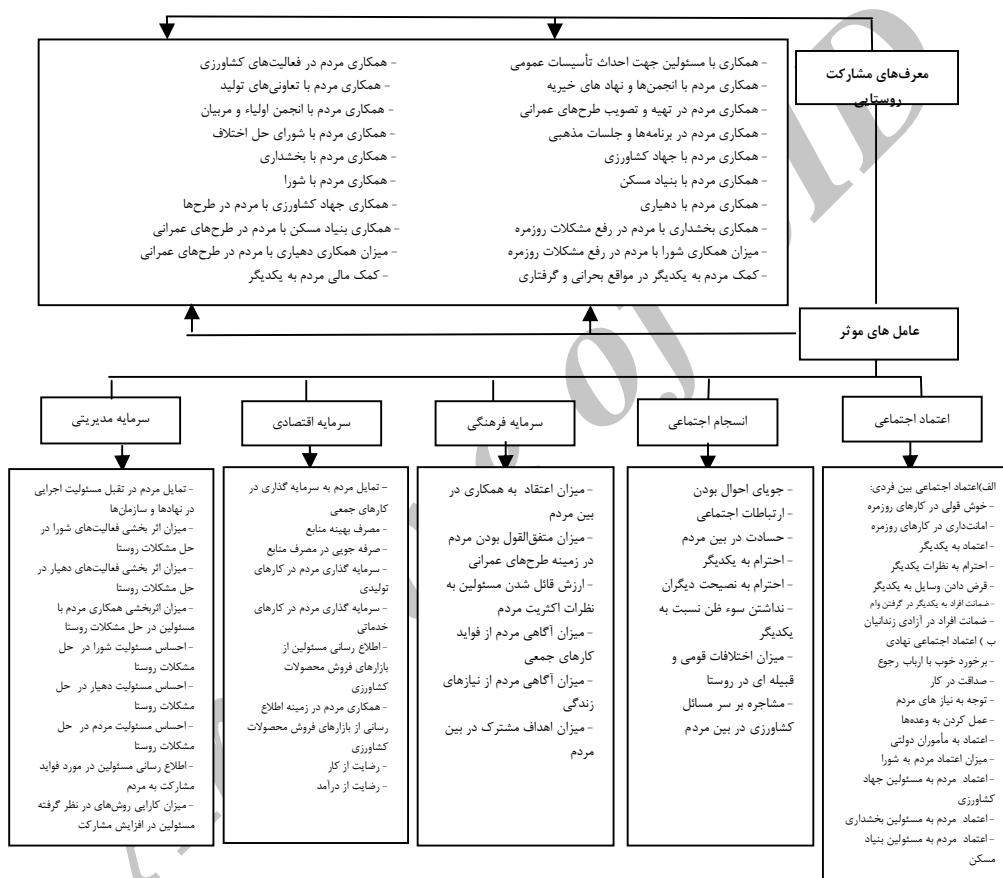 معرف‌های مشارکت
روستایی
- همکاری با مسئولین جهت احداث تأسیسات عمومی
- همکاری مردم با انجمن‌ها و نهاد های خیریه
- همکاری مردم در تهیه و تصویب طرح‌های عمرانی
- همکاری مردم در برنامه‌ها و جلسات مذهبی
- همکاری مردم با جهاد کشاورزی
- همکاری مردم با بنیاد مسکن
- همکاری مردم با دهیاری
- همکاری بخشداری با مردم در رفع مشکلات روزمره
- میزان همکاری شورا با مردم در رفع مشکلات روزمره
- کمک مردم به یکدیگر در مواقع بحرانی و گرفتاری
- همکاری مردم در فعالیت‌های کشاورزی
- همکاری مردم با تعاونی‌های تولید
- همکاری مردم با انجمن اولیاء و مربیان
- همکاری مردم با شورای حل اختلاف
- همکاری مردم با بخشداری
- همکاری مردم با شورا
- همکاری جهاد کشاورزی با مردم در طرح‌ها
- همکاری بنیاد مسکن با مردم در طرح‌های عمرانی
- میزان همکاری دهیاری با مردم در طرح‌های عمرانی
- کمک مالی مردم به یکدیگر
عامل های موثر
اعتماد اجتماعی
الف)اعتماد اجتماعی بین فردی:
- خوش قولی در کارهای روزمره
- امانت‌داری در کارهای روزمره
- اعتماد به یکدیگر
- احترام به نظرات یکدیگر
- قرض دادن وسایل به یکدیگر
- ضمانت افراد به یکدیگر در گرفتن وام
- ضمانت افراد در آزادی زندانیان
ب ) اعتماد اجتماعی نهادی
- برخورد خوب با ارباب رجوع
- صداقت در کار
- توجه به نیاز های مردم
- عمل کردن به وعده‌ها
- اعتماد به مأموران دولتی
- میزان اعتماد مردم به شورا
- اعتماد مردم به مسئولین جهاد
کشاورزی
- اعتماد مردم به مسئولین بخشداری
- اعتماد مردم به مسئولین بنیاد
مسکن
انسجام اجتماعی
- جویای احوال بودن
- ارتباطات اجتماعی
- حسادت در بین مردم
- احترام به یکدیگر
- احترام به نصیحت دیگران
- نداشتن سوء ظن نسبت به
یکدیگر
- میزان اختلافات قومی و
قبیله ای در روستا
- مشاجره بر سر مسائل
کشاورزی در بین مردم
سرمایه فرهنگی
- میزان اعتقاد به همکاری در
بین مردم
- میزان متفق‌القول بودن مردم
در زمینه طرح‌های عمرانی
- ارزش قائل شدن مسئولین به
نظرات اکثریت مردم
- میزان آگاهی مردم از فواید
کارهای جمعی
- میزان آگاهی مردم از نیازهای
زندگی
- میزان اهداف مشترک در بین
مردم
سرمایه اقتصادی
- تمایل مردم به سرمایه گذاری در
کارهای جمعی
- مصرف بهینه منابع
- صرفه جویی در مصرف منابع
- سرمایه گذاری مردم در کارهای
تولیدی
- سرمایه گذاری مردم در کارهای
خدماتی
- اطلاع رسانی مسئولین از
بازارهای فروش محصولات
کشاورزی
- همکاری مردم در زمینه اطلاع
رسانی از بازارهای فروش محصولات
کشاورزی
- رضایت از کار
- رضایت از درآمد
سرمایه مدیریتی
- تمایل مردم در تقبل مسئولیت اجرایی
در نهادها و سازمان‌ها
- میزان اثر بخشی فعالیت‌های شورا در
حل مشکلات روستا
- میزان اثر بخشی فعالیت‌های دهیار در
حل مشکلات روستا
- میزان اثربخشی همکاری مردم با
مسئولین در حل مشکلات روستا
- احساس مسئولیت شورا در حل
مشکلات روستا
- احساس مسئولیت دهیار در حل
مشکلات روستا
- احساس مسئولیت مردم در حل
مشکلات روستا
- اطلاع رسانی مسئولین در مورد فواید
مشارکت به مردم
- میزان کارایی روش‌های در نظر گرفته
مسئولین در افزایش مشارکت